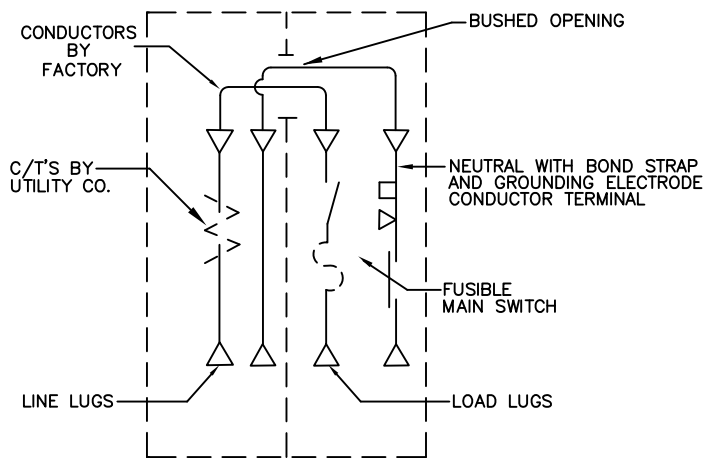 CONDUCTORS
BY
FACTORY
BUSHED OPENING
C/T'S BY
UTILITY CO.
NEUTRAL WITH BOND STRAP
AND GROUNDING ELECTRODE
CONDUCTOR TERMINAL
FUSIBLE
MAIN SWITCH
LINE LUGS
LOAD LUGS